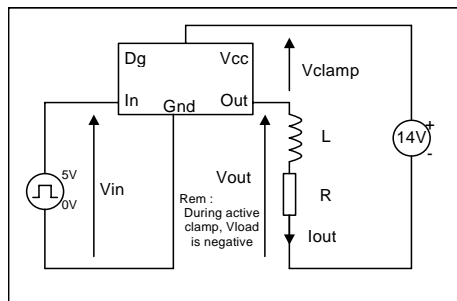 Dg
Vcc
Vclamp
In
Gnd
Out
14V
+
-
L
5V
0V
Vin
Vout
R
Rem :
During active
clamp, Vload
is negative
Iout